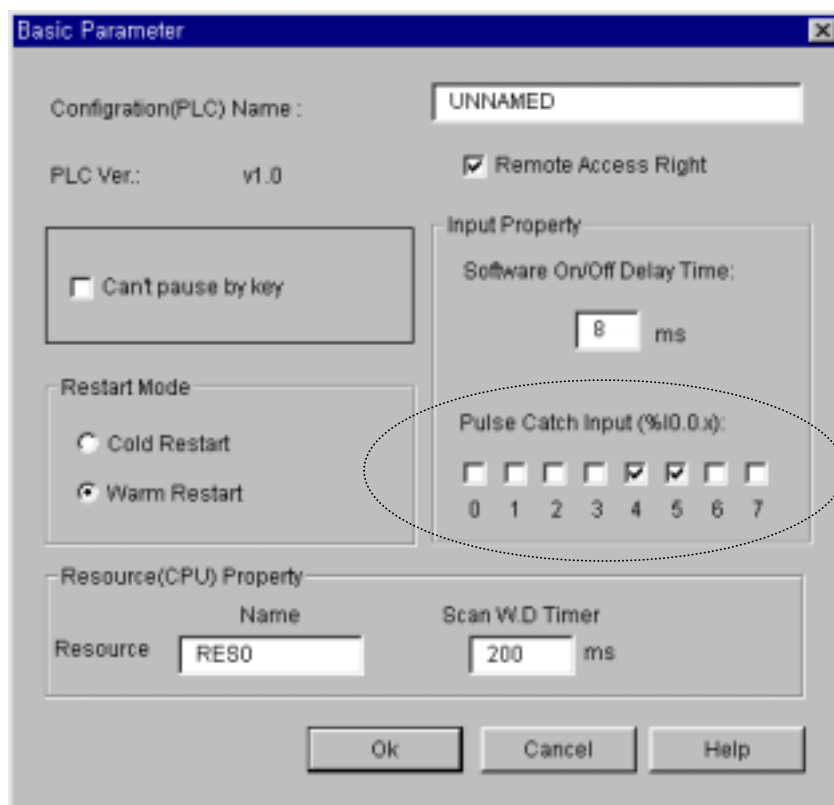 Basic Parameter
Configration(PLC) Name :
UNNAMED
PLC Ver.: v1.0
Remote Access Right
Can't pause by key
Input Property
Software On/Off Delay Time:
8 ms
Restart Mode
Cold Restart
Warm Restart
Pulse Catch Input (%I0.0.x):
0 1 2 3 4 5 6 7
Resource(CPU) Property
Name Scan W.D Timer
Resource RES0 200 ms
Ok Cancel Help